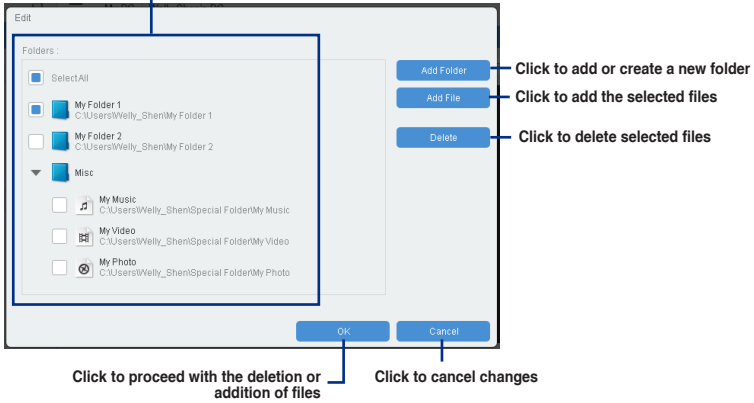 Edit
Folders :
SelectAll
My Folder 1
C:\Users\Welly_Shen\My Folder 1
My Folder 2
C:\Users\Welly_Shen\My Folder 2
Misc
My Music
C:\Users\Welly_Shen\Special Folder\My Music
My Video
C:\Users\Welly_Shen\Special Folder\My Video
My Photo
C:\Users\Welly_Shen\Special Folder\My Photo
Add Folder
Click to add or create a new folder
Add File
Click to add the selected files
Delete
Click to delete selected files
OK
Cancel
Click to proceed with the deletion or
addition of files
Click to cancel changes